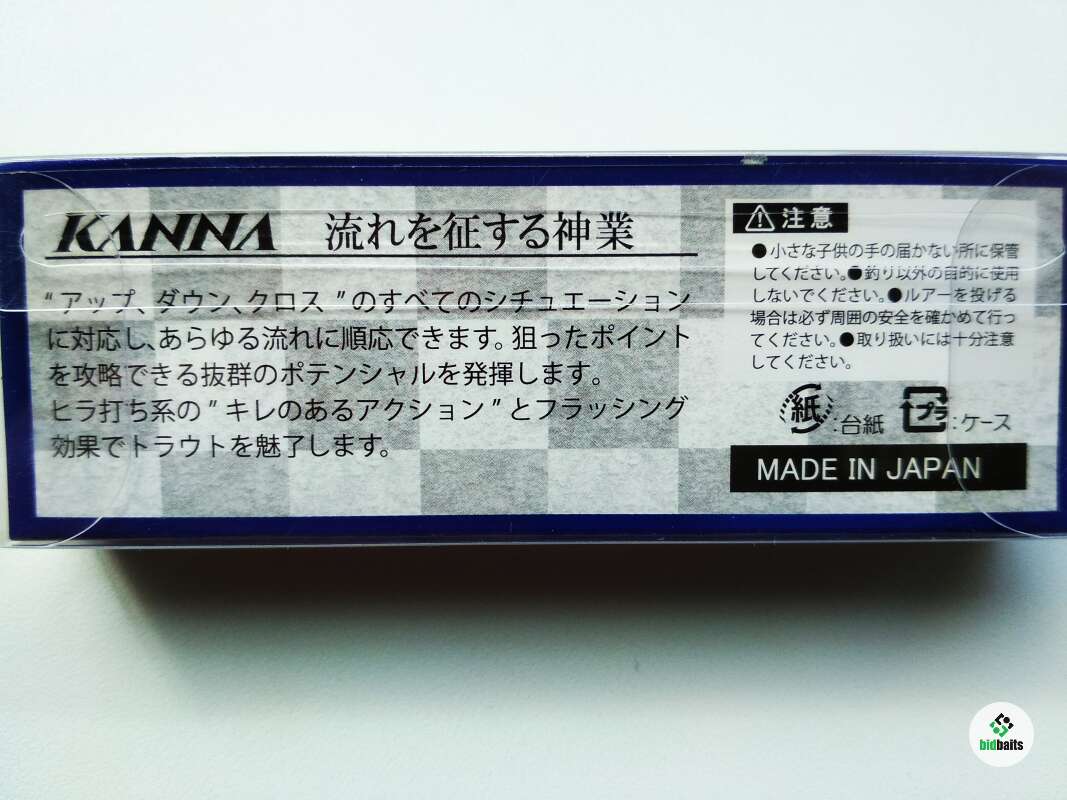 KANNA 流れを征する神業
“アップ、ダウン、クロス”のすべてのシチュエーション
に対応し、あらゆる流れに順応できます。狙ったポイント
を攻略できる抜群のポテンシャルを発揮します。
ヒラ打ち系の”キレのあるアクション”とフラッシング
効果でトラウトを魅了します。
⚠注意
●小さな子供の手の届かない所に保管
してください。●釣り以外の目的に使用
しないでください。●ルアーを投げる
場合は必ず周囲の安全を確かめて行っ
てください。●取り扱いには十分注意
してください。
紙:台紙 プラ:ケース
MADE IN JAPAN
bidbaits